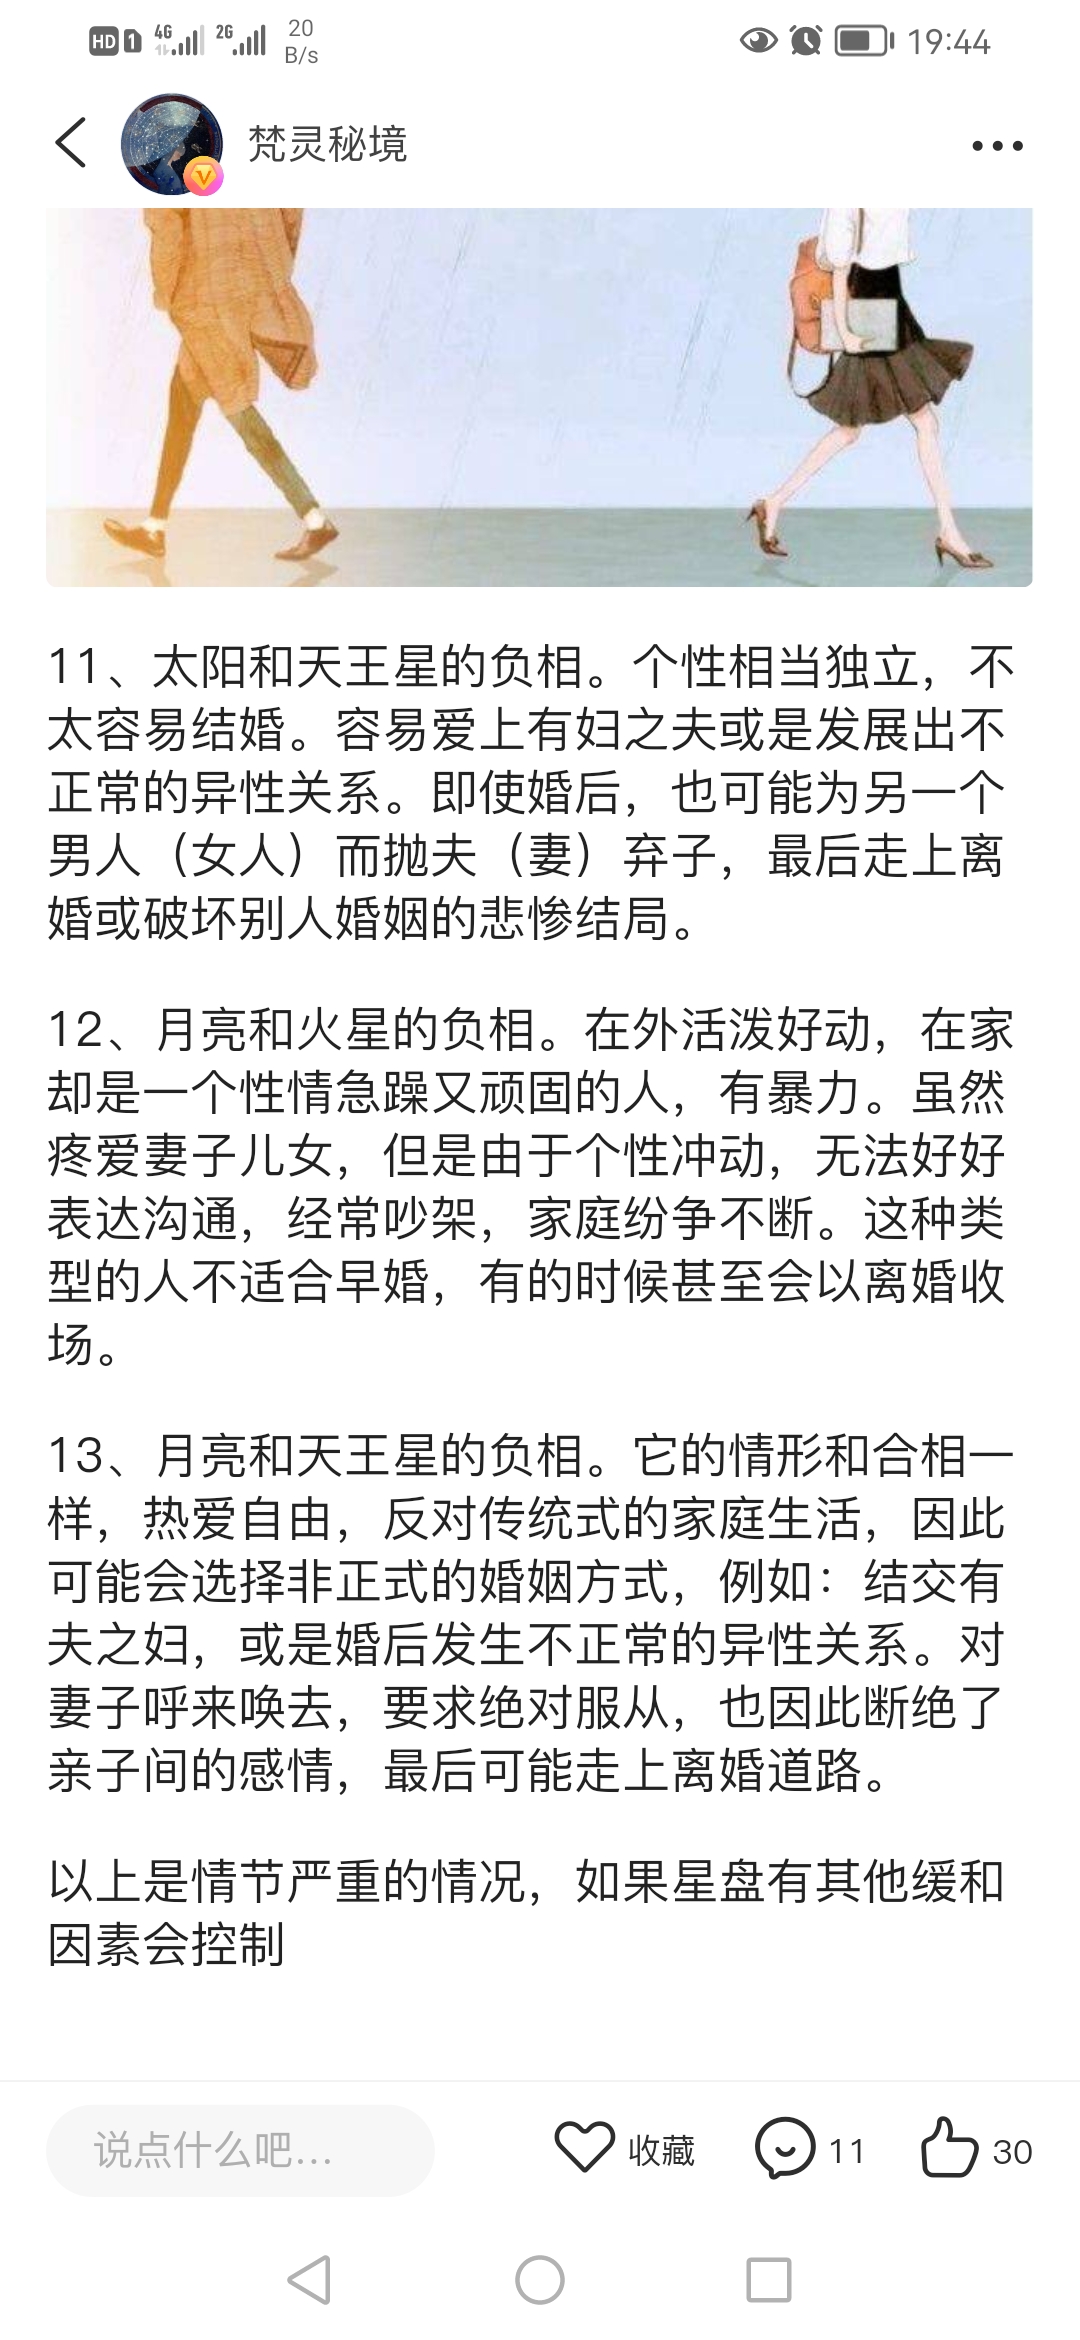 HD 1 4G 2G 20 B/s 19:44
梵灵秘境
11、太阳和天王星的负相。个性相当独立，不
太容易结婚。容易爱上有妇之夫或是发展出不
正常的异性关系。即使婚后，也可能为另一个
男人（女人）而抛夫（妻）弃子，最后走上离
婚或破坏别人婚姻的悲惨结局。
12、月亮和火星的负相。在外活泼好动，在家
却是一个性情急躁又顽固的人，有暴力。虽然
疼爱妻子儿女，但是由于个性冲动，无法好好
表达沟通，经常吵架，家庭纷争不断。这种类
型的人不适合早婚，有的时候甚至会以离婚收
场。
13、月亮和天王星的负相。它的情形和合相一
样，热爱自由，反对传统式的家庭生活，因此
可能会选择非正式的婚姻方式，例如：结交有
夫之妇，或是婚后发生不正常的异性关系。对
妻子呼来唤去，要求绝对服从，也因此断绝了
亲子间的感情，最后可能走上离婚道路。
以上是情节严重的情况，如果星盘有其他缓和
因素会控制
说点什么吧... 收藏 11 30